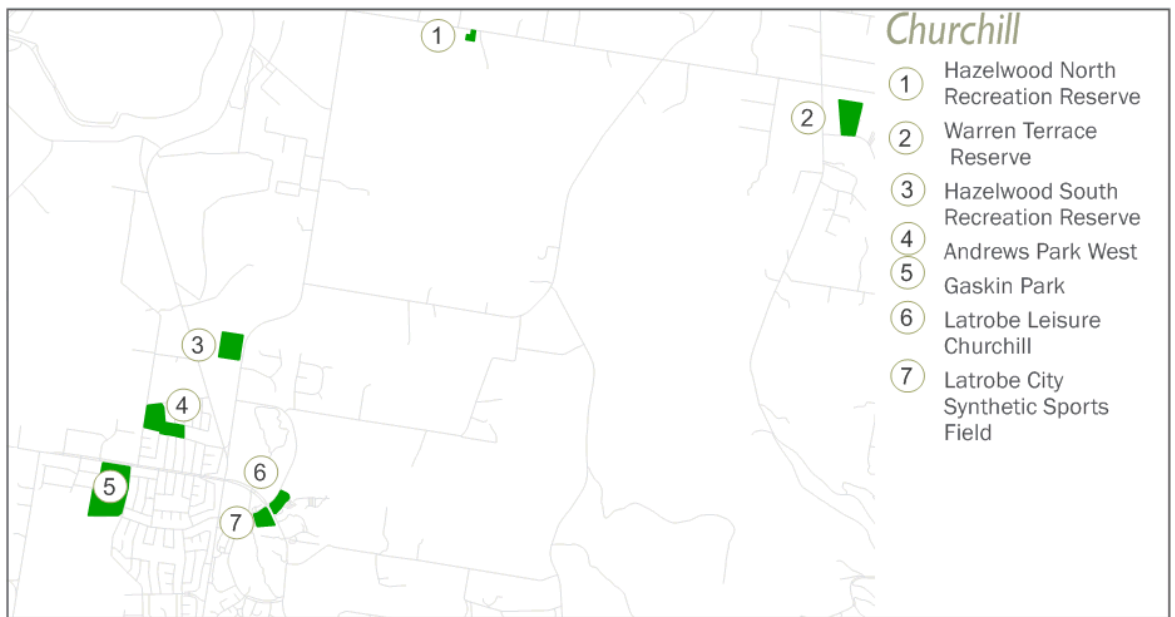 Churchill
1 Hazelwood North
Recreation Reserve
2 Warren Terrace
Reserve
3 Hazelwood South
Recreation Reserve
4 Andrews Park West
5 Gaskin Park
6 Latrobe Leisure
Churchill
7 Latrobe City
Synthetic Sports
Field
1
2
3
4
5
6
7